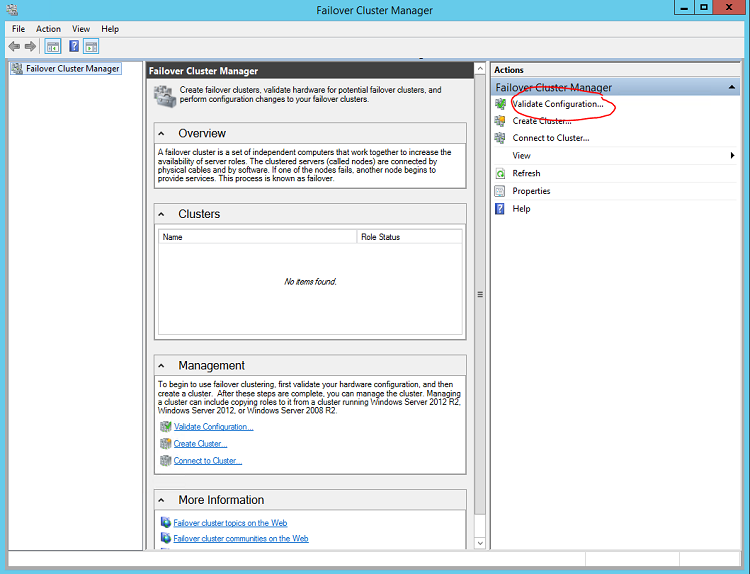 Failover Cluster Manager
File Action View Help
Failover Cluster Manager
Failover Cluster Manager
Create failover clusters, validate hardware for potential failover clusters, and
perform configuration changes to your failover clusters.
Overview
A failover cluster is a set of independent computers that work together to increase the
availability of server roles. The clustered servers (called nodes) are connected by
physical cables and by software. If one of the nodes fails, another node begins to
provide services. This process is known as failover.
Clusters
Name Role Status
No items found.
Management
To begin to use failover clustering, first validate your hardware configuration, and then
create a cluster. After these steps are complete, you can manage the cluster. Managing
a cluster can include copying roles to it from a cluster running Windows Server 2012 R2,
Windows Server 2012, or Windows Server 2008 R2.
Validate Configuration...
Create Cluster...
Connect to Cluster...
More Information
Failover cluster topics on the Web
Failover cluster communities on the Web
Actions
Failover Cluster Manager
Validate Configuration...
Create Cluster...
Connect to Cluster...
View
Refresh
Properties
Help